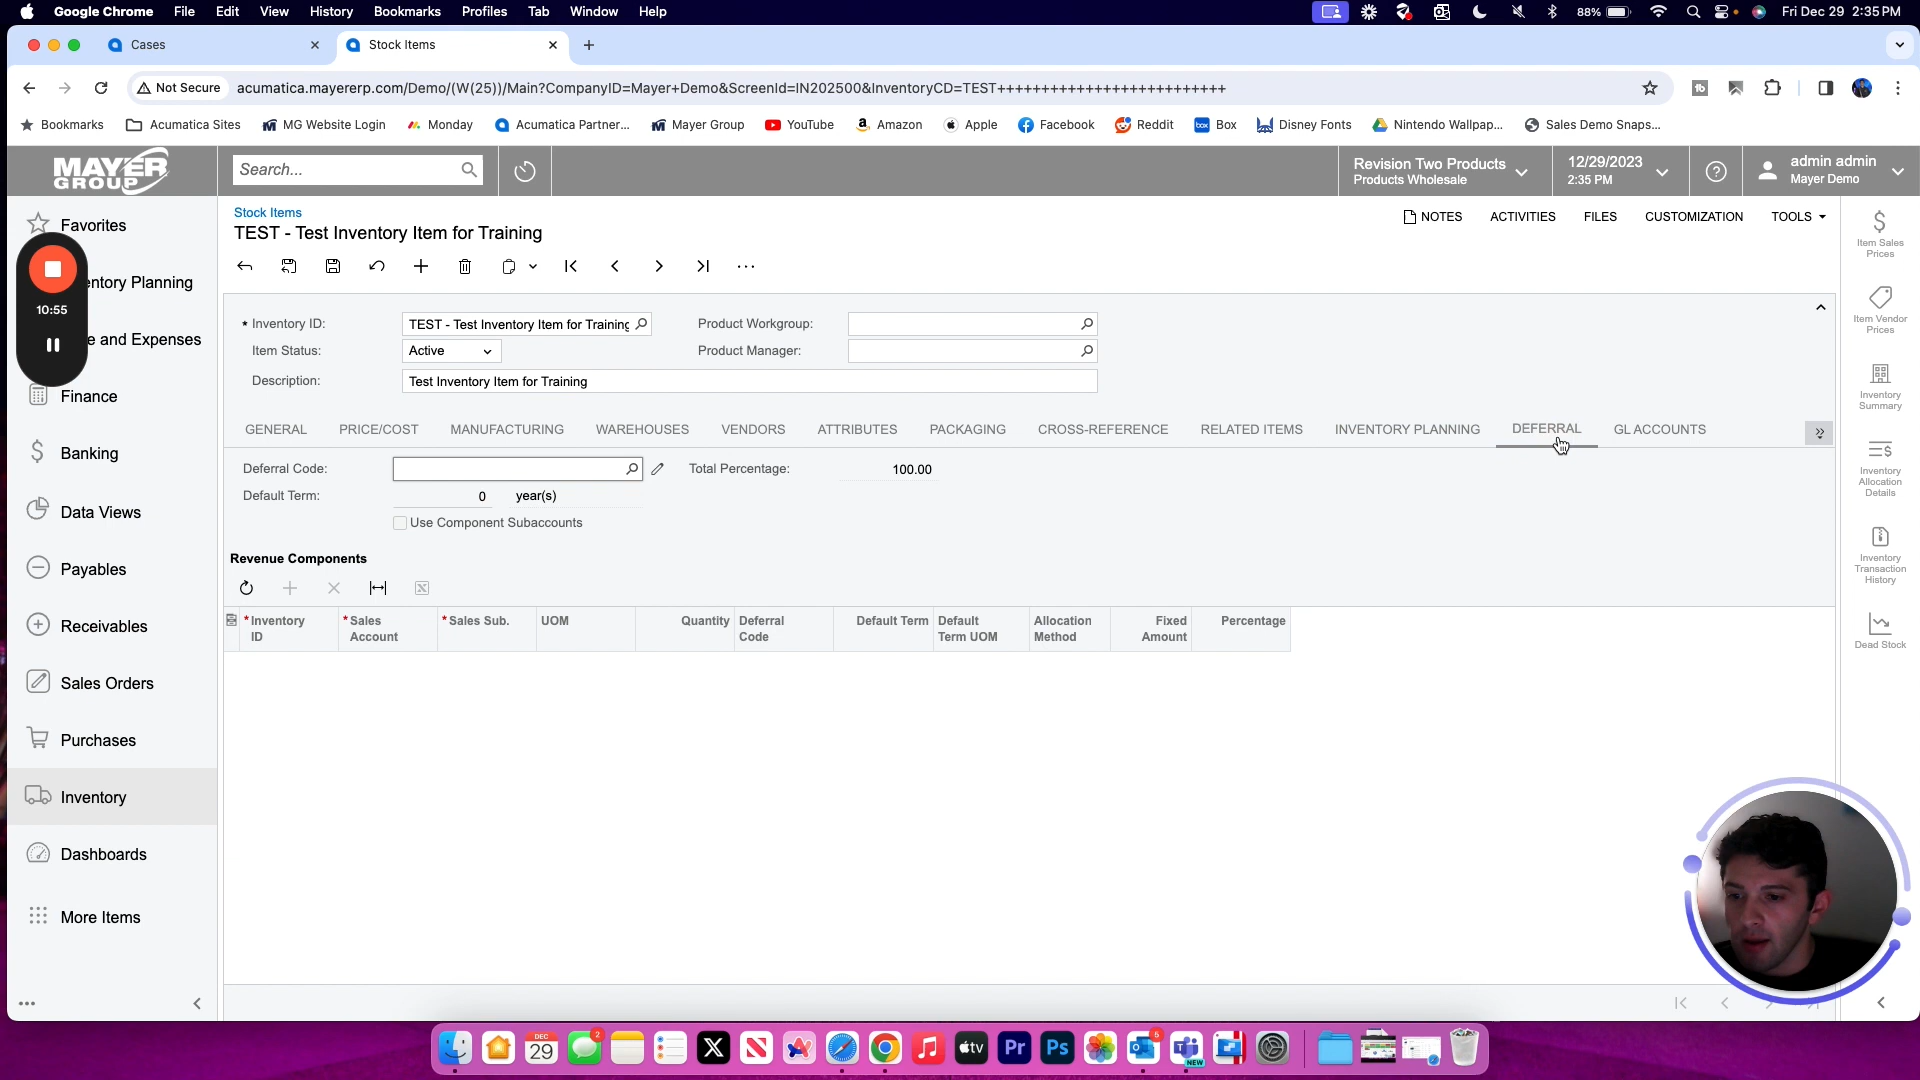 Google Chrome File Edit View History Bookmarks Profiles Tab Window Help 88% Fri Dec 29 2:35 PM
Cases Stock Items
Not Secure acumatica.mayererp.com/Demo/(W(25))/Main?CompanyID=Mayer+Demo&ScreenId=IN202500&InventoryCD=TEST++++++++++++++++++++++++++
Bookmarks Acumatica Sites MG Website Login Monday Acumatica Partner... Mayer Group YouTube Amazon Apple Facebook Reddit Box Disney Fonts Nintendo Wallpap... Sales Demo Snaps...
MAYER GROUP
Search...
Revision Two Products
Products Wholesale
12/29/2023
2:35 PM
admin admin
Mayer Demo
Favorites
entory Planning
10:55
e and Expenses
Finance
Banking
Data Views
Payables
Receivables
Sales Orders
Purchases
Inventory
Dashboards
More Items
Stock Items
TEST - Test Inventory Item for Training
NOTES ACTIVITIES FILES CUSTOMIZATION TOOLS
* Inventory ID: TEST - Test Inventory Item for Training Product Workgroup:
Item Status: Active Product Manager:
Description: Test Inventory Item for Training
GENERAL PRICE/COST MANUFACTURING WAREHOUSES VENDORS ATTRIBUTES PACKAGING CROSS-REFERENCE RELATED ITEMS INVENTORY PLANNING DEFERRAL GL ACCOUNTS
Deferral Code: Total Percentage: 100.00
Default Term: 0 year(s)
Use Component Subaccounts
Revenue Components
* Inventory ID
* Sales Account
* Sales Sub.
UOM
Quantity
Deferral Code
Default Term
Default Term UOM
Allocation Method
Fixed Amount
Percentage
Item Sales Prices
Item Vendor Prices
Inventory Summary
Inventory Allocation Details
Inventory Transaction History
Dead Stock
DEC
29
2
tv
Pr
Ps
6
NEW